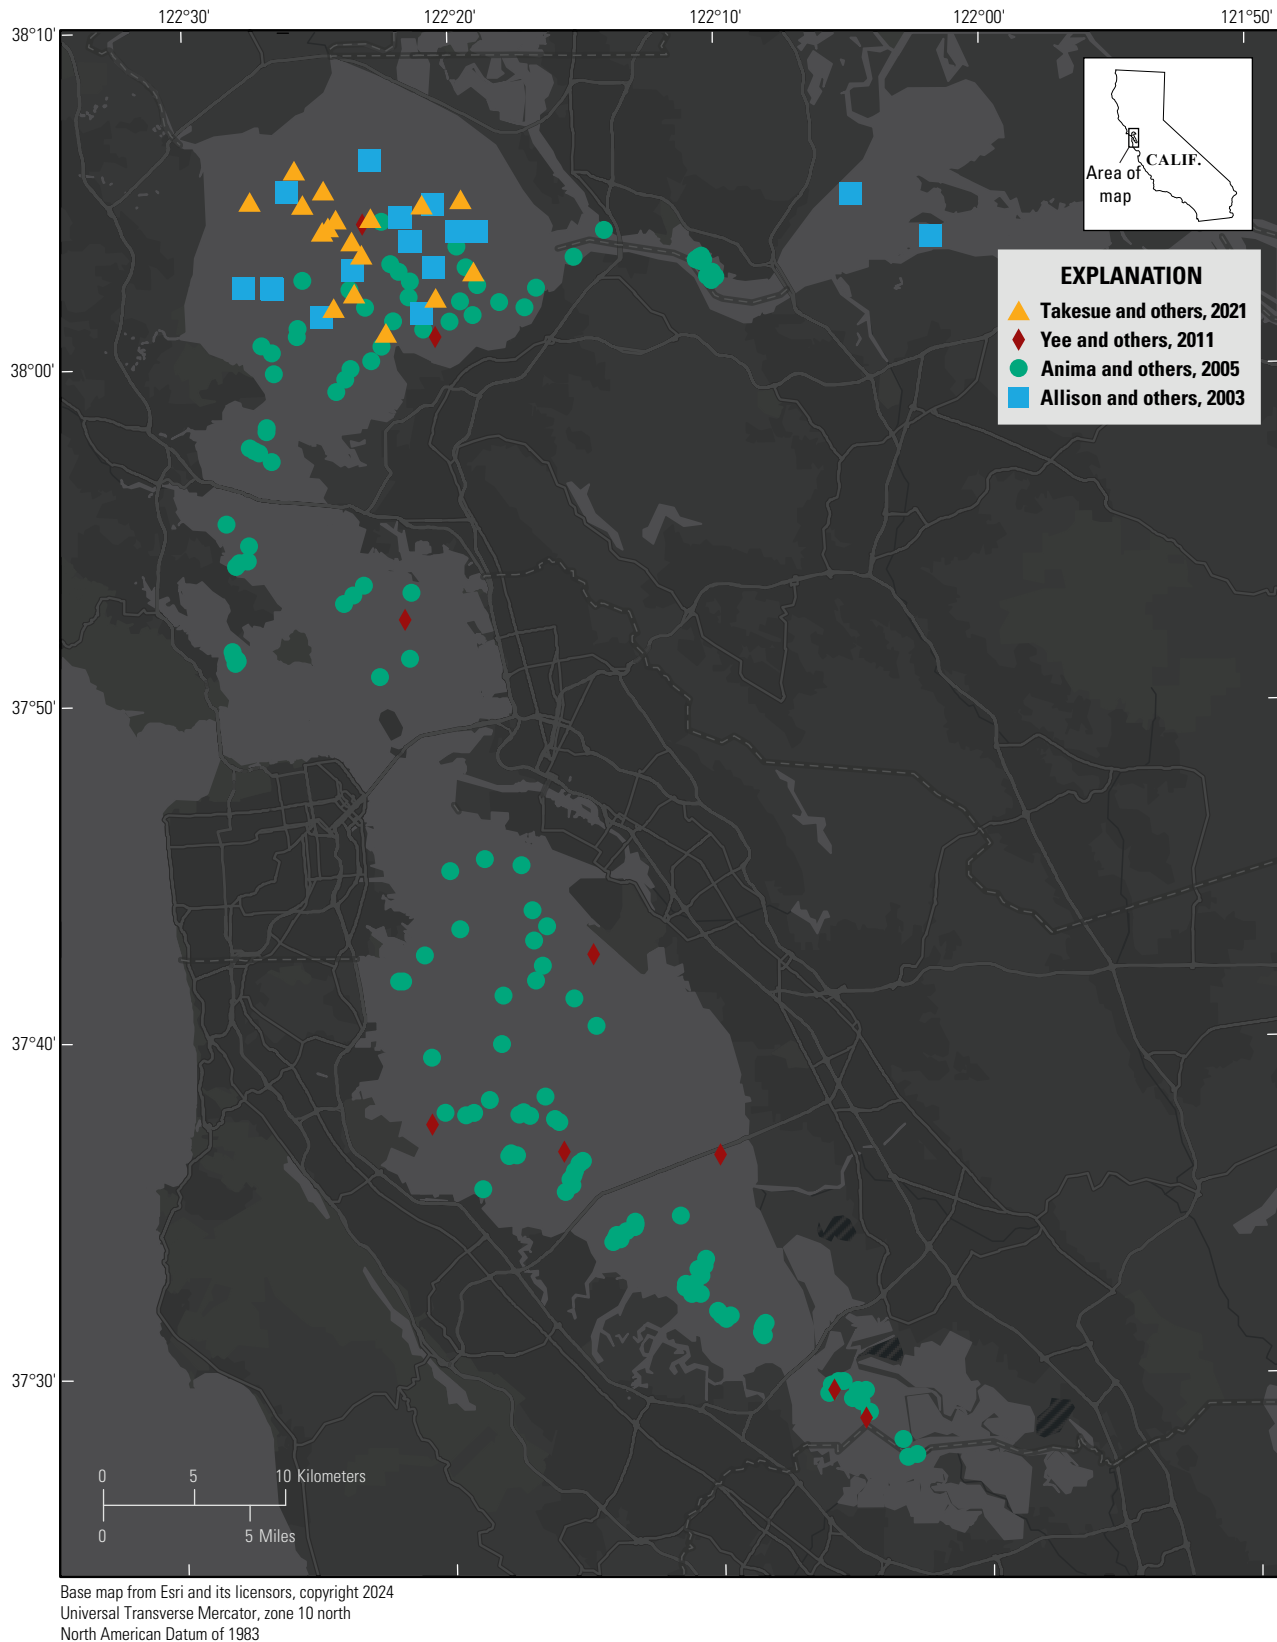 122°30'
122°20'
122°10'
122°00'
121°50'
38°10'
38°00'
37°50'
37°40'
37°30'
CALIF.
Area of
map
EXPLANATION
Takesue and others, 2021
Yee and others, 2011
Anima and others, 2005
Allison and others, 2003
0 5 10 Kilometers
0 5 Miles
Base map from Esri and its licensors, copyright 2024
Universal Transverse Mercator, zone 10 north
North American Datum of 1983